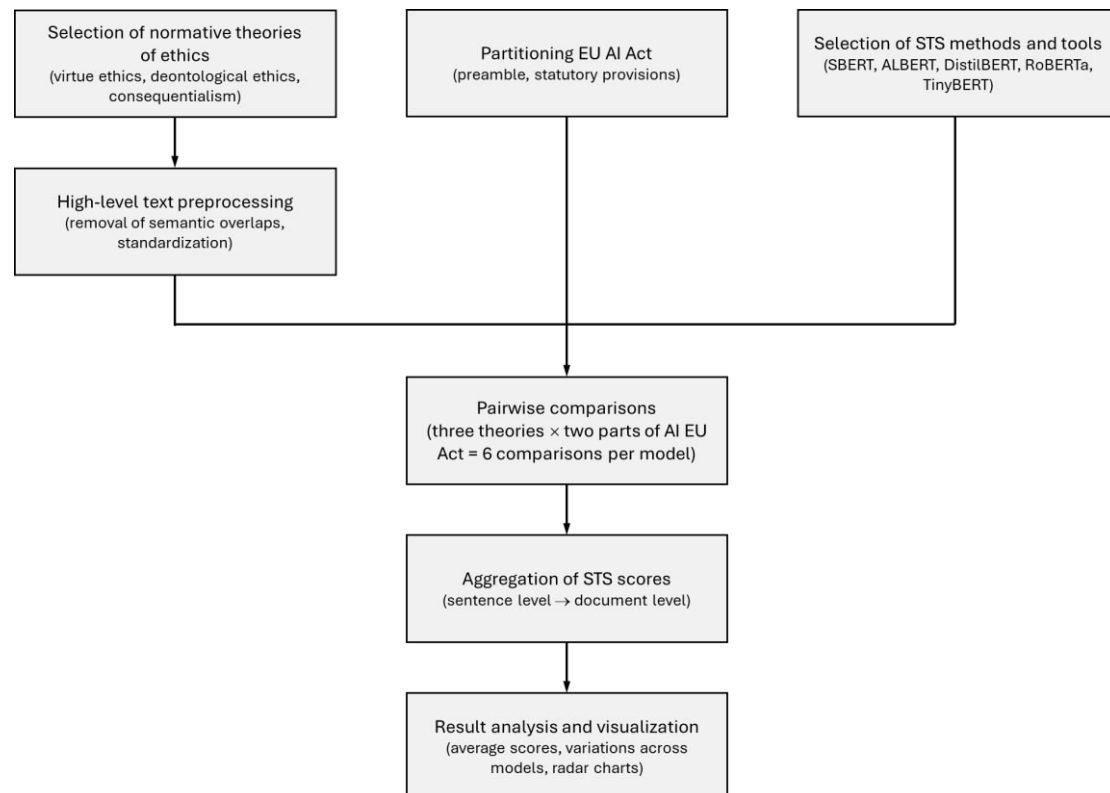 Selection of normative theories
of ethics
(virtue ethics, deontological ethics,
consequentialism)
Partitioning EU AI Act
(preamble, statutory provisions)
Selection of STS methods and tools
(SBERT, ALBERT, DistilBERT, RoBERTa,
TinyBERT)
High-level text preprocessing
(removal of semantic overlaps,
standardization)
Pairwise comparisons
(three theories × two parts of AI EU
Act = 6 comparisons per model)
Aggregation of STS scores
(sentence level → document level)
Result analysis and visualization
(average scores, variations across
models, radar charts)